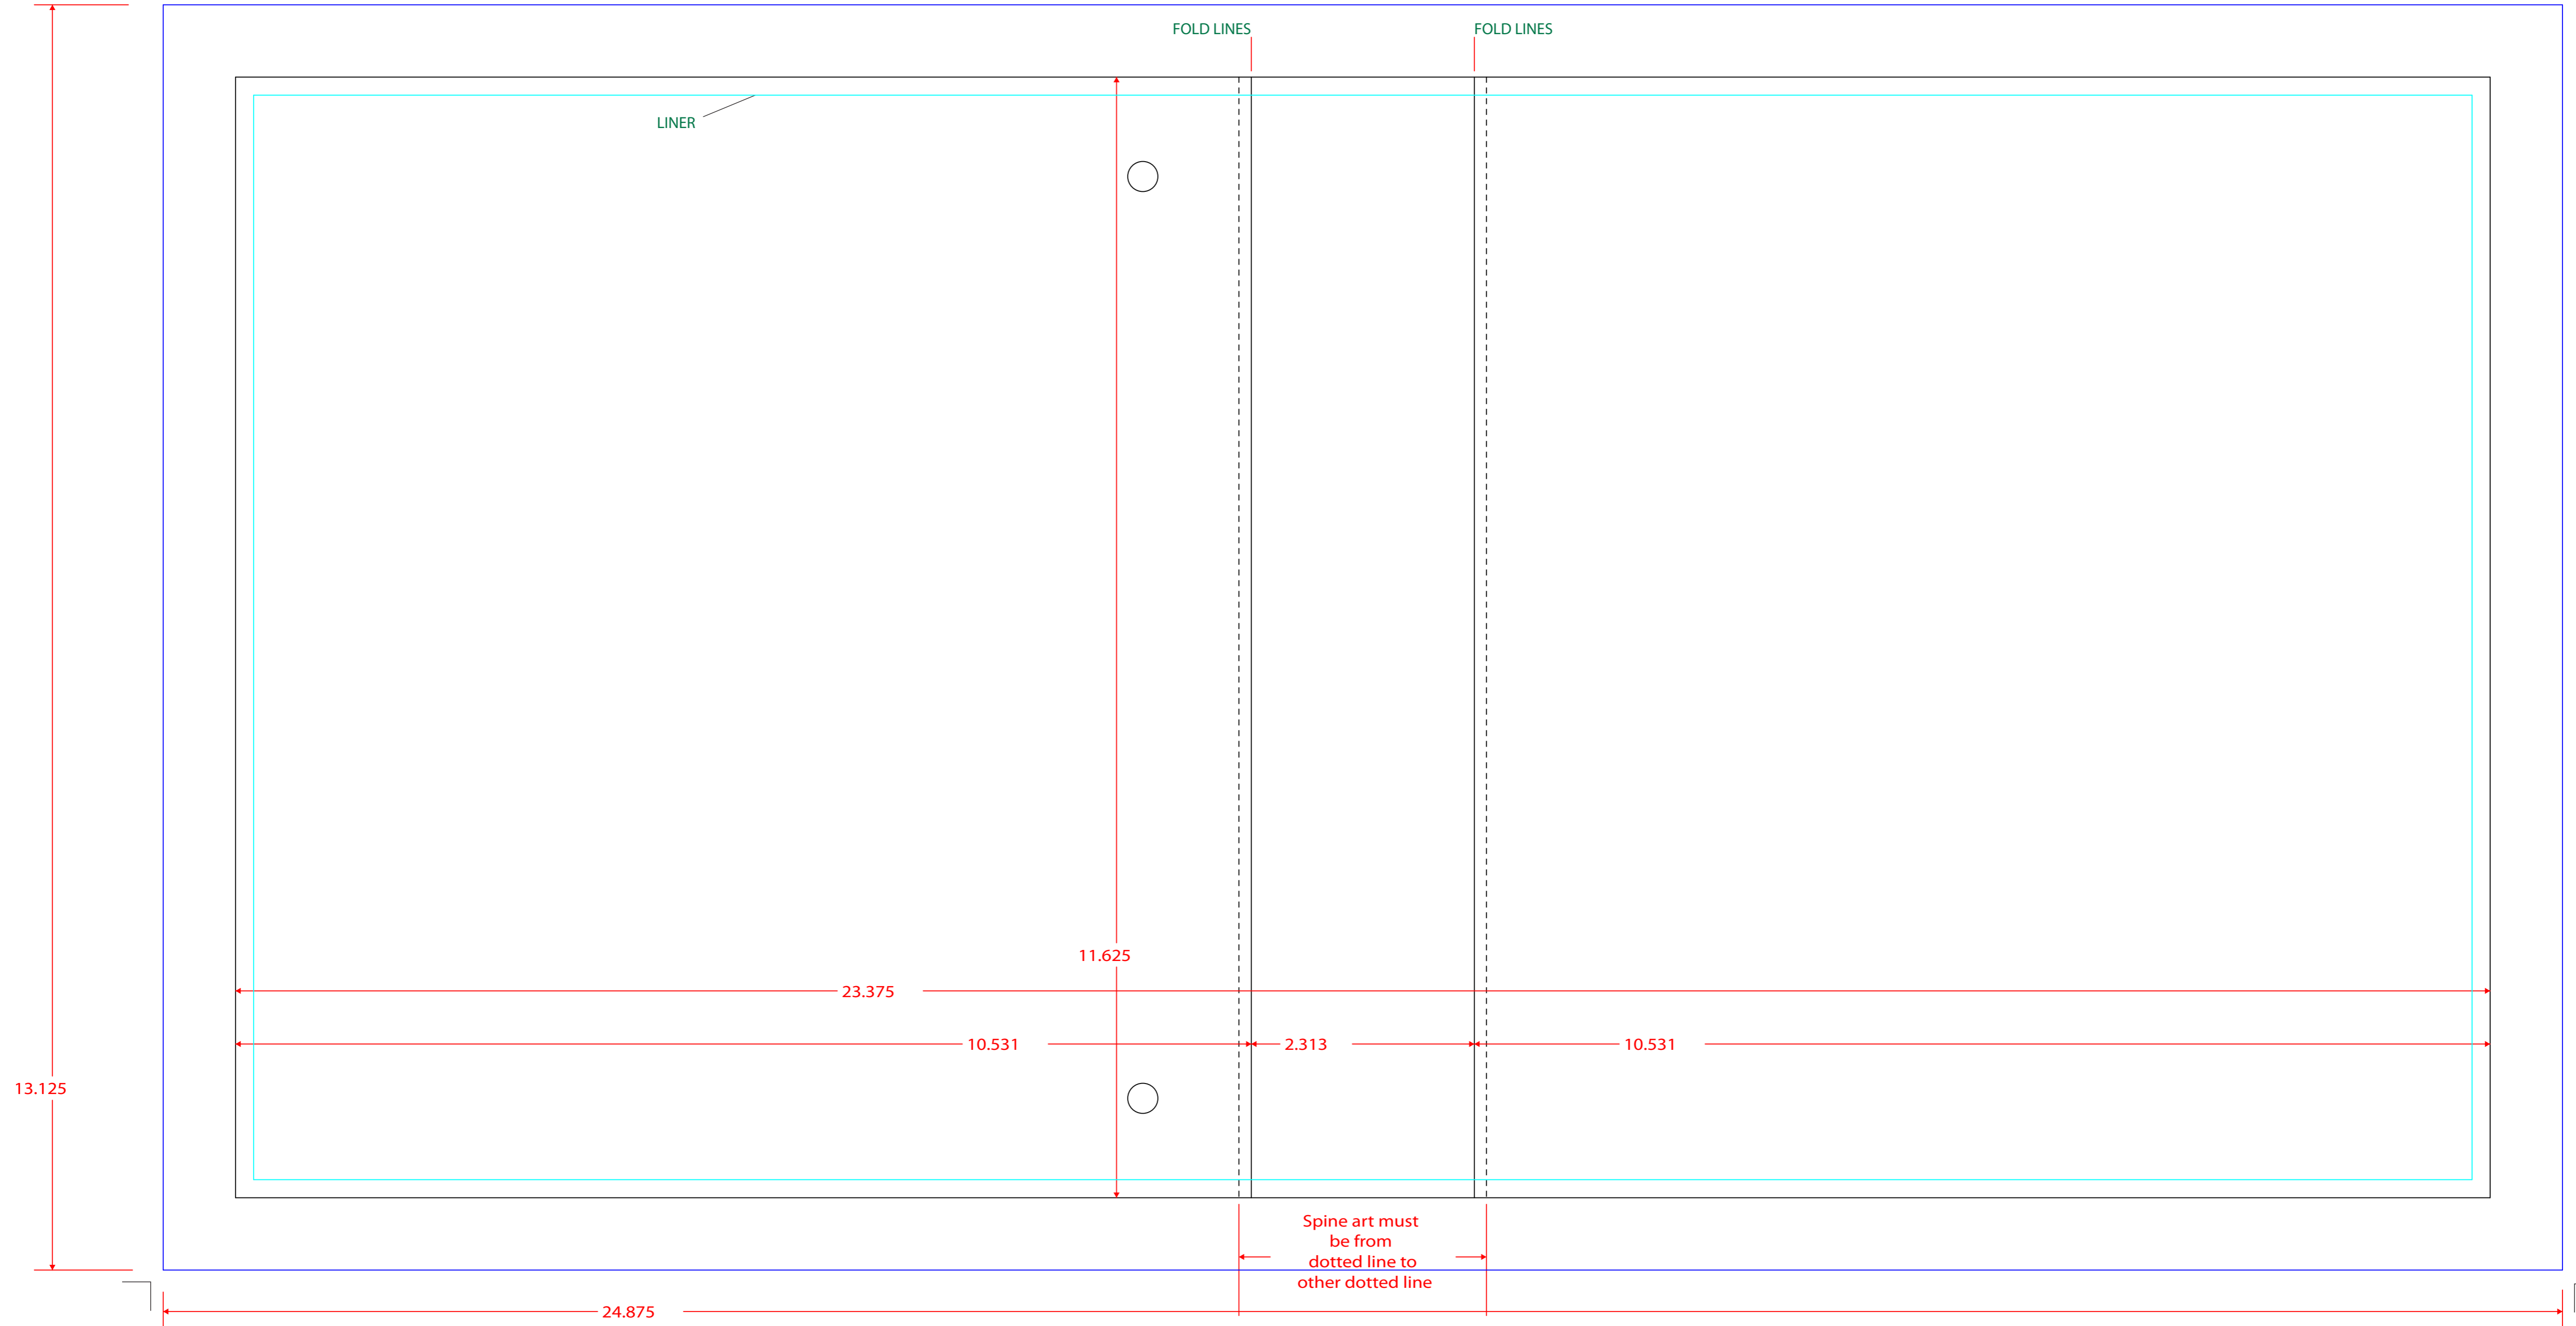 FOLD LINES
FOLD LINES
LINER
11.625
23.375
10.531
2.313
10.531
13.125
Spine art must
be from
dotted line to
other dotted line
24.875